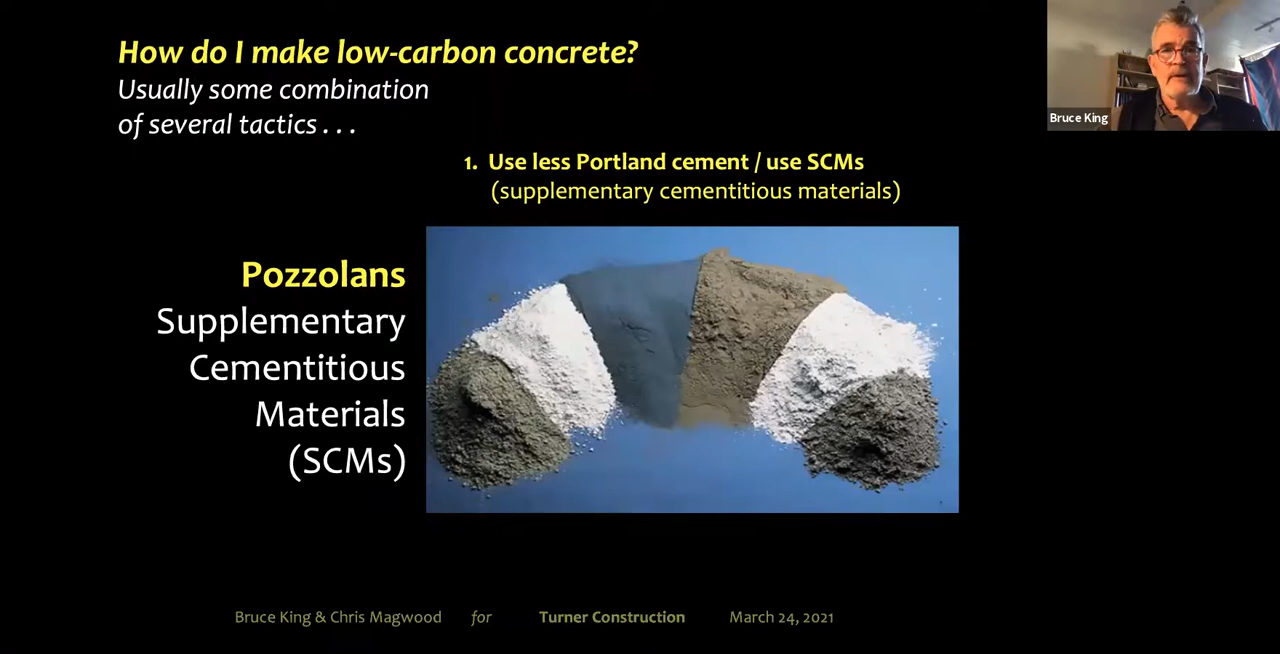 How do I make low-carbon concrete?
Usually some combination
of several tactics . . .
Bruce King
1. Use less Portland cement / use SCMs
(supplementary cementitious materials)
Pozzolans
Supplementary
Cementitious
Materials
(SCMs)
Bruce King & Chris Magwood for Turner Construction March 24, 2021